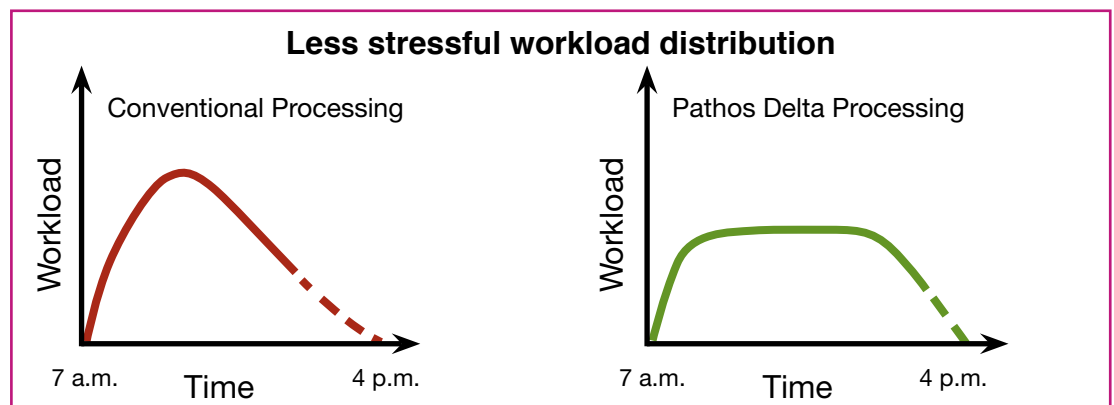 Less stressful workload distribution
Conventional Processing
Workload
7 a.m.
Time
4 p.m.
Pathos Delta Processing
Workload
7 a.m.
Time
4 p.m.